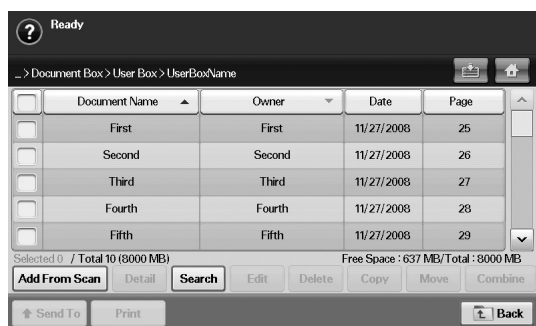 ? Ready
_ > Document Box > User Box > UserBoxName
Document Name Owner Date Page
First First 11/27/2008 25
Second Second 11/27/2008 26
Third Third 11/27/2008 27
Fourth Fourth 11/27/2008 28
Fifth Fifth 11/27/2008 29
Selected 0 / Total 10 (8000 MB) Free Space : 637 MB/Total : 8000 MB
Add From Scan Detail Search Edit Delete Copy Move Combine
Send To Print Back